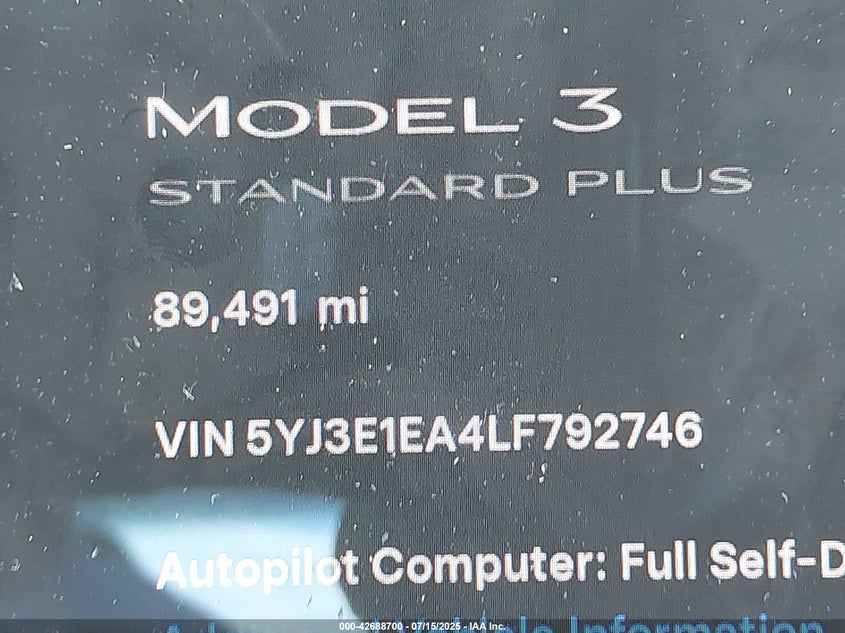 MODEL 3
STANDARD PLUS
89,491 mi
VIN 5YJ3E1EA4LF792746
Autopilot Computer: Full Self-D
Information
000-42688700 - 07/15/2025 - IAA Inc.